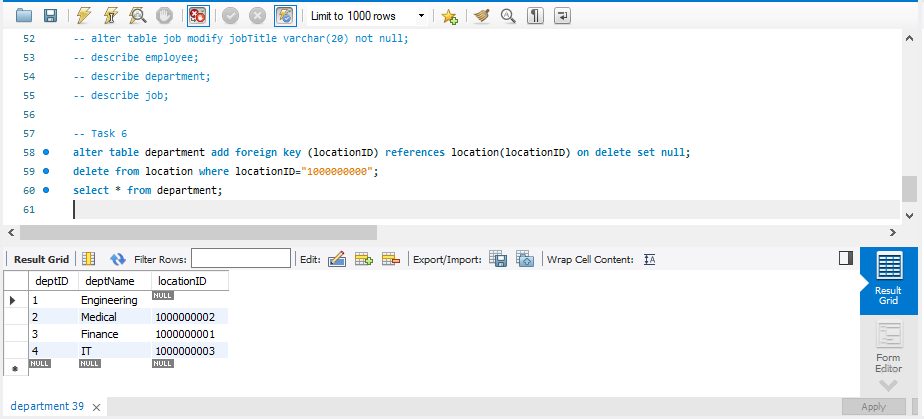 Limit to 1000 rows
52 -- alter table job modify jobTitle varchar(20) not null;
53 -- describe employee;
54 -- describe department;
55 -- describe job;
56
57 -- Task 6
58 alter table department add foreign key (locationID) references location(locationID) on delete set null;
59 delete from location where locationID="1000000000";
60 select * from department;
61
Result Grid Filter Rows: Edit: Export/Import: Wrap Cell Content: IA
deptID deptName locationID
1 Engineering NULL
2 Medical 1000000002
3 Finance 1000000001
4 IT 1000000003
NULL NULL NULL
Result
Grid
Form
Editor
department 39 Apply